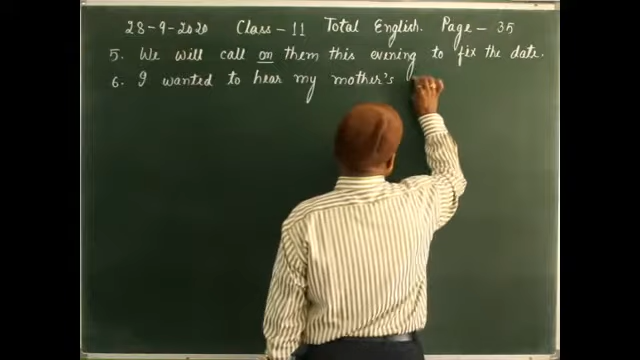 28-9-2020 Class-11 Total English. Page-35
5. We will call on them this evening to fix the date.
6. I wanted to hear my mother's